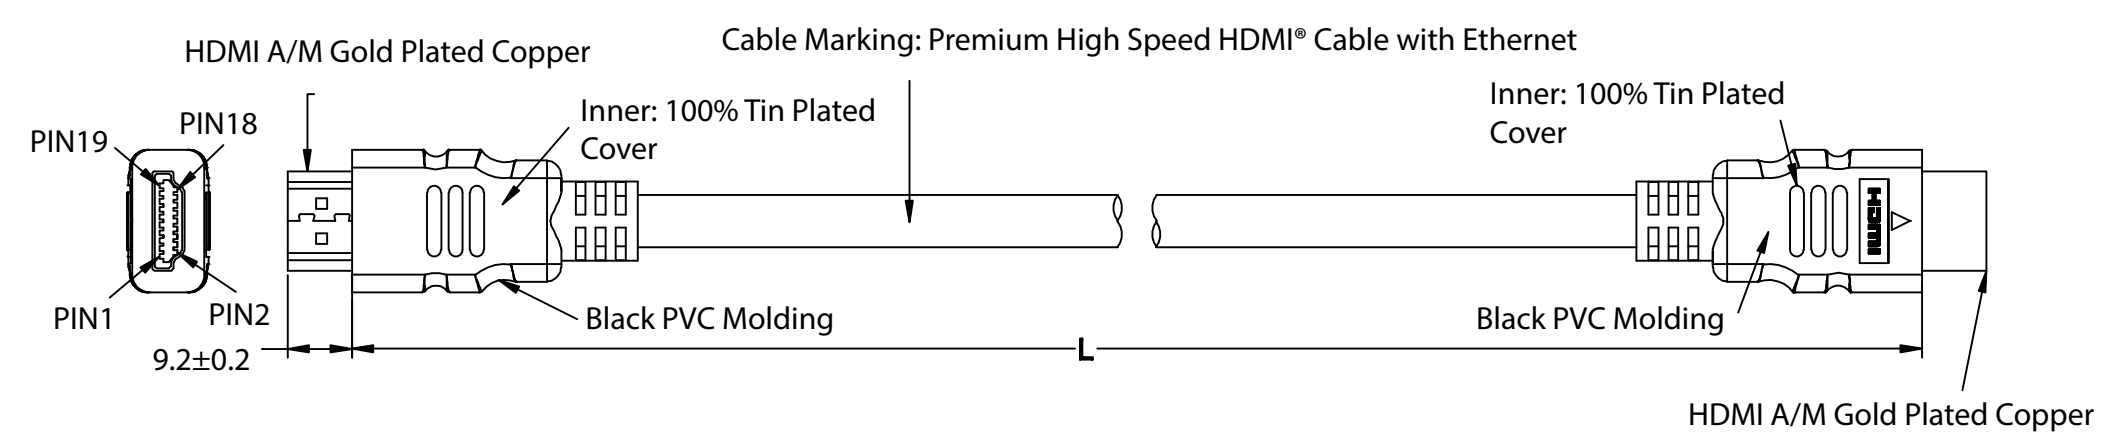 Cable Marking: Premium High Speed HDMI® Cable with Ethernet
HDMI A/M Gold Plated Copper
Inner: 100% Tin Plated
Cover
Inner: 100% Tin Plated
Cover
PIN19
PIN18
HDMI
PIN1
PIN2
Black PVC Molding
Black PVC Molding
9.2±0.2
L
HDMI A/M Gold Plated Copper